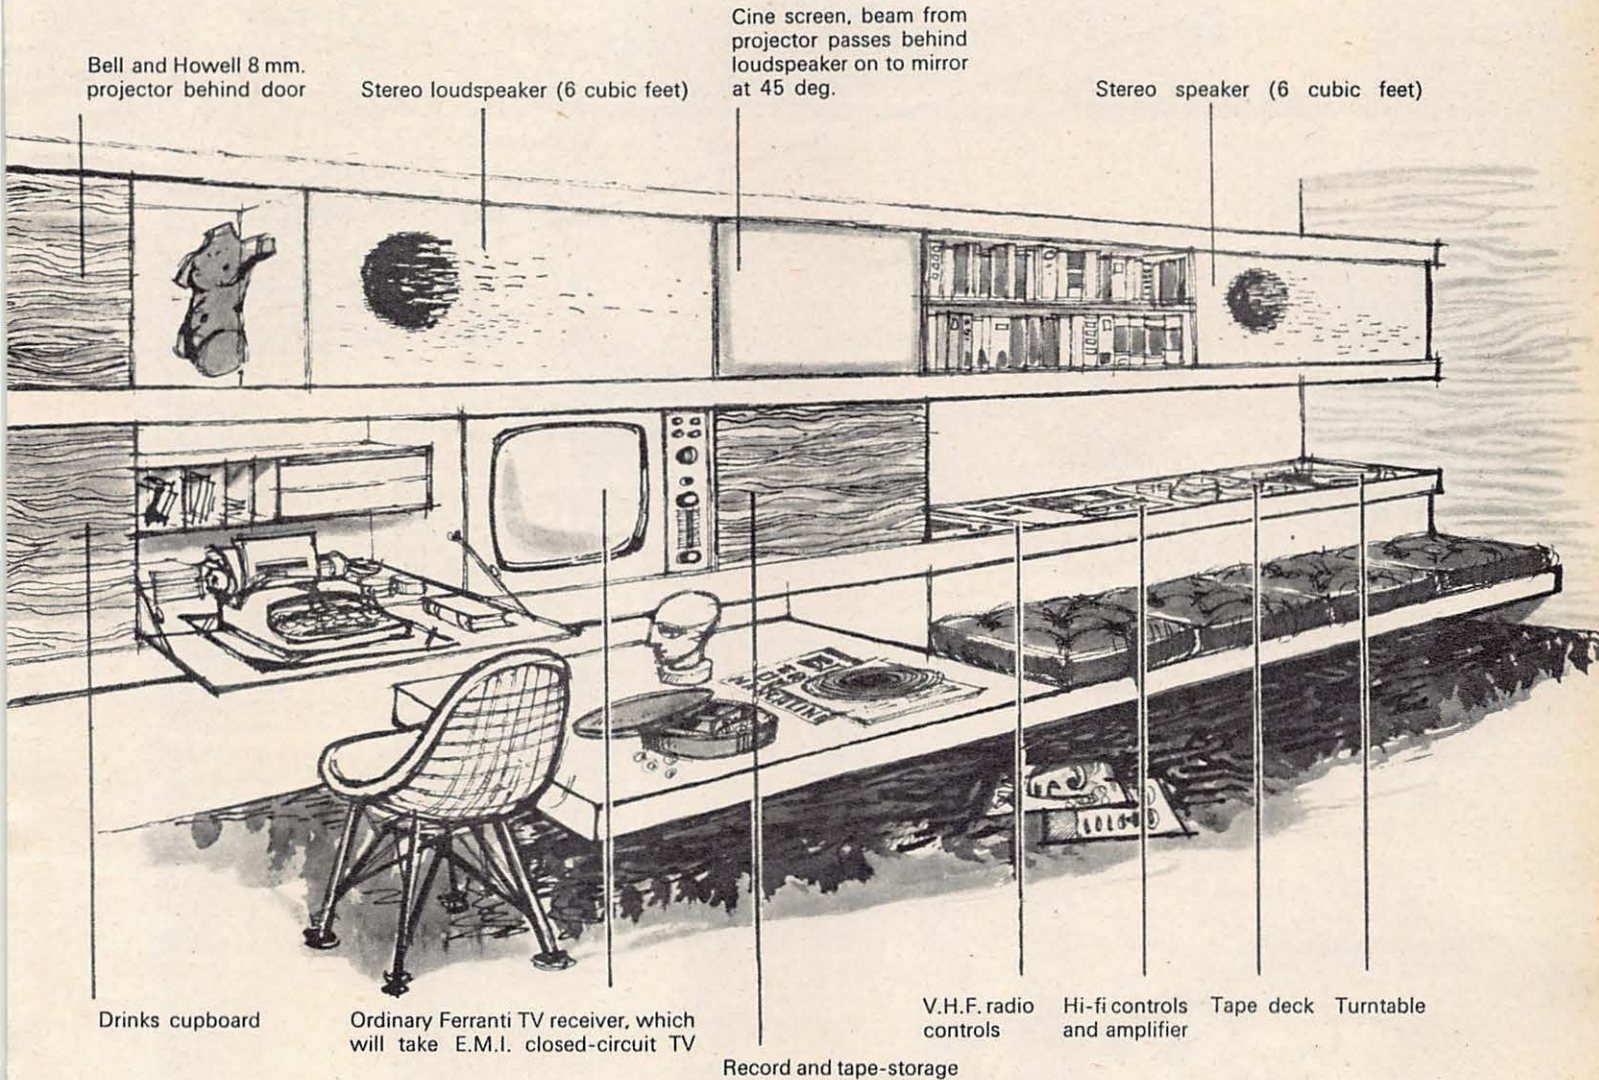 Cine screen, beam from
projector passes behind
loudspeaker on to mirror
at 45 deg.
Bell and Howell 8 mm.
projector behind door
Stereo loudspeaker (6 cubic feet)
Stereo speaker (6 cubic feet)
Drinks cupboard
Ordinary Ferranti TV receiver, which
will take E.M.I. closed-circuit TV
Record and tape-storage
V.H.F. radio
controls
Hi-fi controls
and amplifier
Tape deck
Turntable